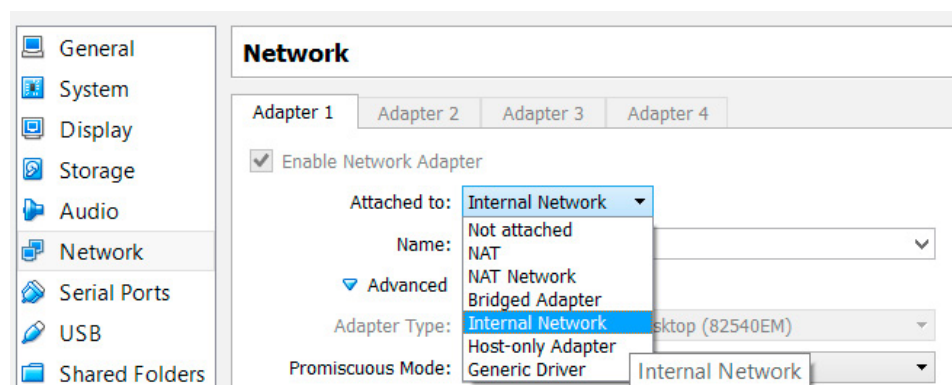 General
System
Display
Storage
Audio
Network
Serial Ports
USB
Shared Folders
Network
Adapter 1 Adapter 2 Adapter 3 Adapter 4
Enable Network Adapter
Attached to: Internal Network
Not attached
NAT
NAT Network
Bridged Adapter
Internal Network
Host-only Adapter
Generic Driver
Name:
Advanced
Adapter Type: (82540EM)
Promiscuous Mode:
Internal Network